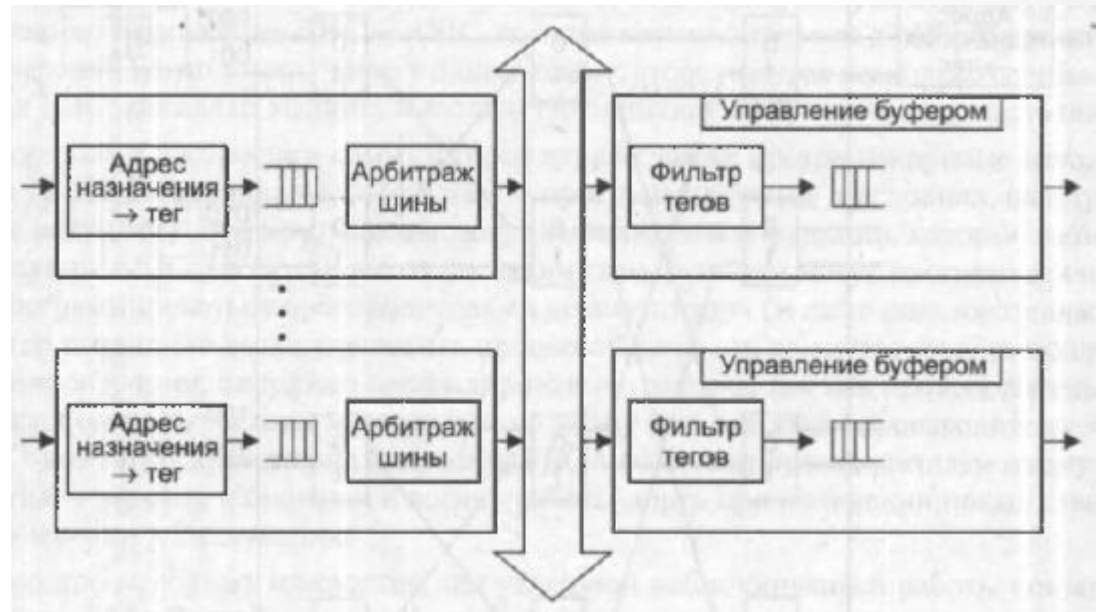 Управление буфером
Адрес
назначения
→ тег
Арбитраж
шины
Фильтр
тегов
Управление буфером
Адрес
назначения
→ тег
Арбитраж
шины
Фильтр
тегов